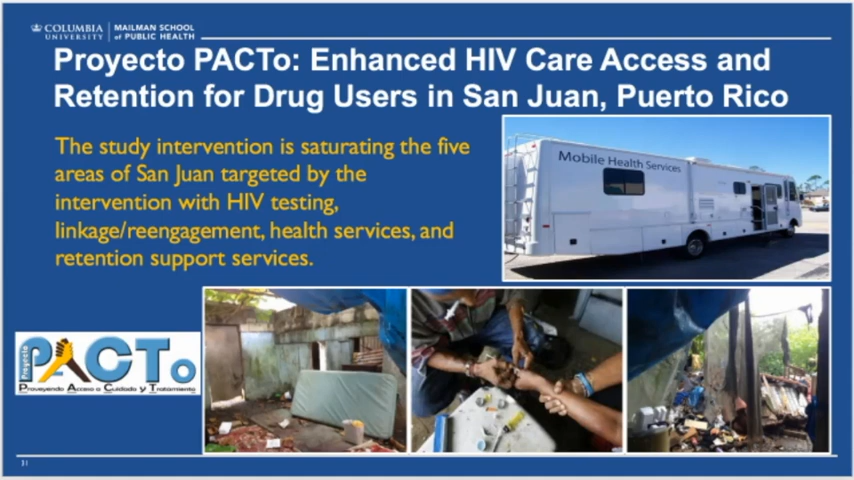 COLUMBIA
UNIVERSITY
MAILMAN SCHOOL
of PUBLIC HEALTH
Proyecto PACTo: Enhanced HIV Care Access and
Retention for Drug Users in San Juan, Puerto Rico
The study intervention is saturating the five
areas of San Juan targeted by the
intervention with HIV testing,
linkage/reengagement, health services, and
retention support services.
Mobile Health Services
Proyecto
PACTo
Proveyendo Acceso a Cuidado y Tratamiento
31